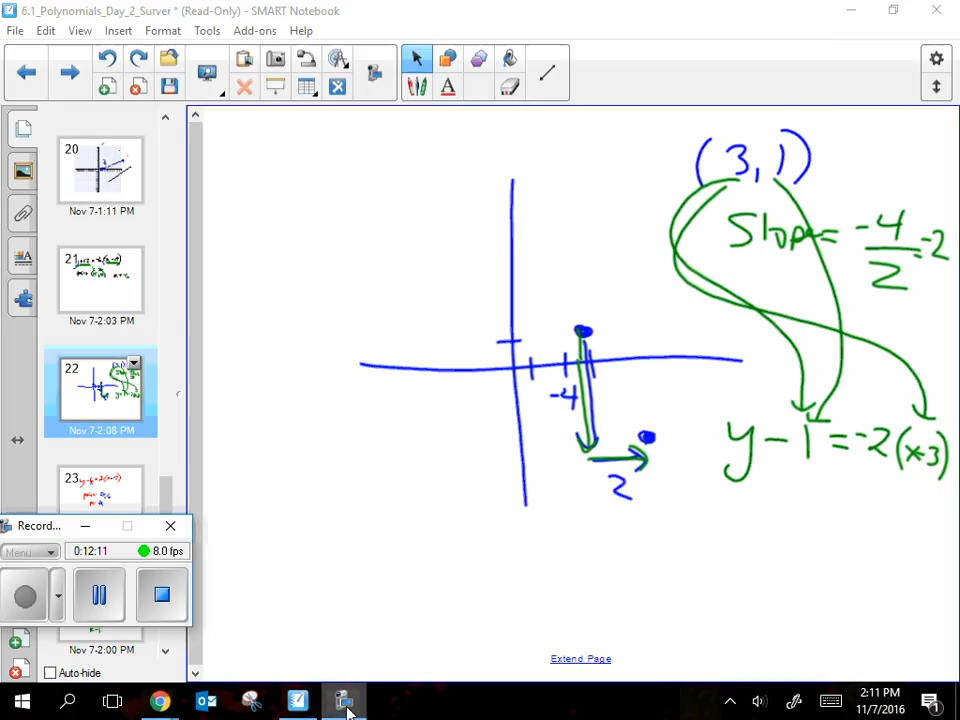 6.1_Polynomials_Day_2_Surver * (Read-Only) - SMART Notebook
File Edit View Insert Format Tools Add-ons Help
20
Nov 7-1:11 PM
21
Nov 7-2:03 PM
22
Nov 7-2:08 PM
23
Record...
Menu
0:12:11
8.0 fps
Nov 7-2:00 PM
Auto-hide
(3,1)
Slope = -4/2 = -2
-4
2
y - 1 = -2(x-3)
Extend Page
2:11 PM
11/7/2016